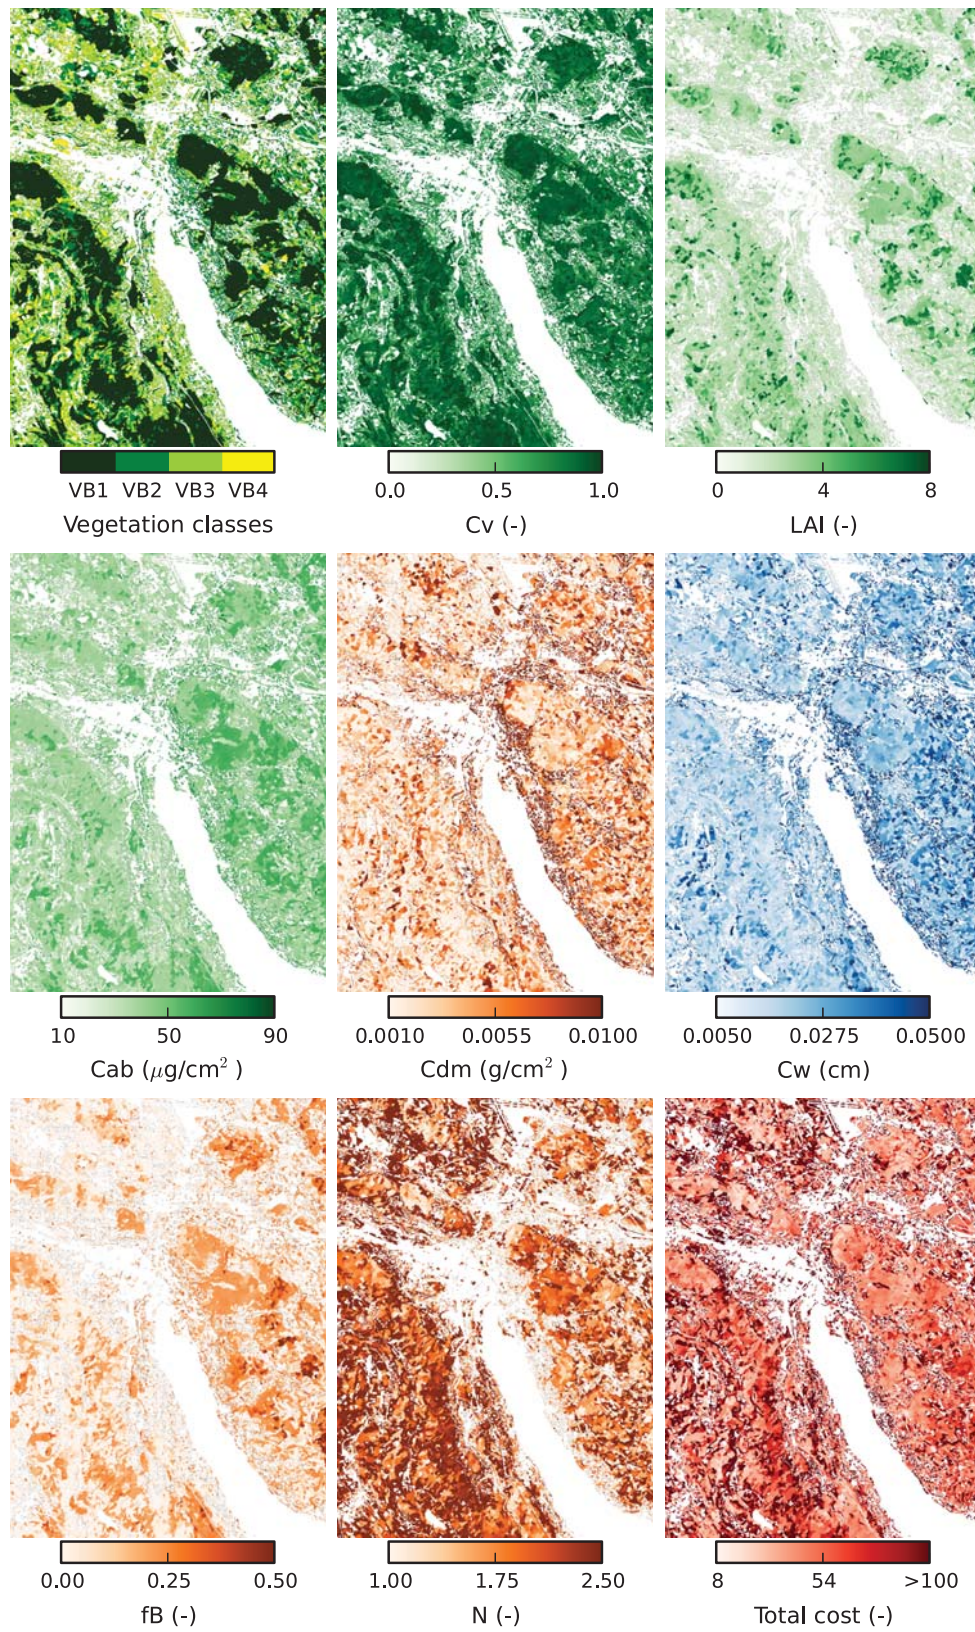 VB1 VB2 VB3 VB4
Vegetation classes
0.0 0.5 1.0
Cv (-)
0 4 8
LAI (-)
10 50 90
Cab (μg/cm²)
0.0010 0.0055 0.0100
Cdm (g/cm²)
0.0050 0.0275 0.0500
Cw (cm)
0.00 0.25 0.50
fB (-)
1.00 1.75 2.50
N (-)
8 54 >100
Total cost (-)